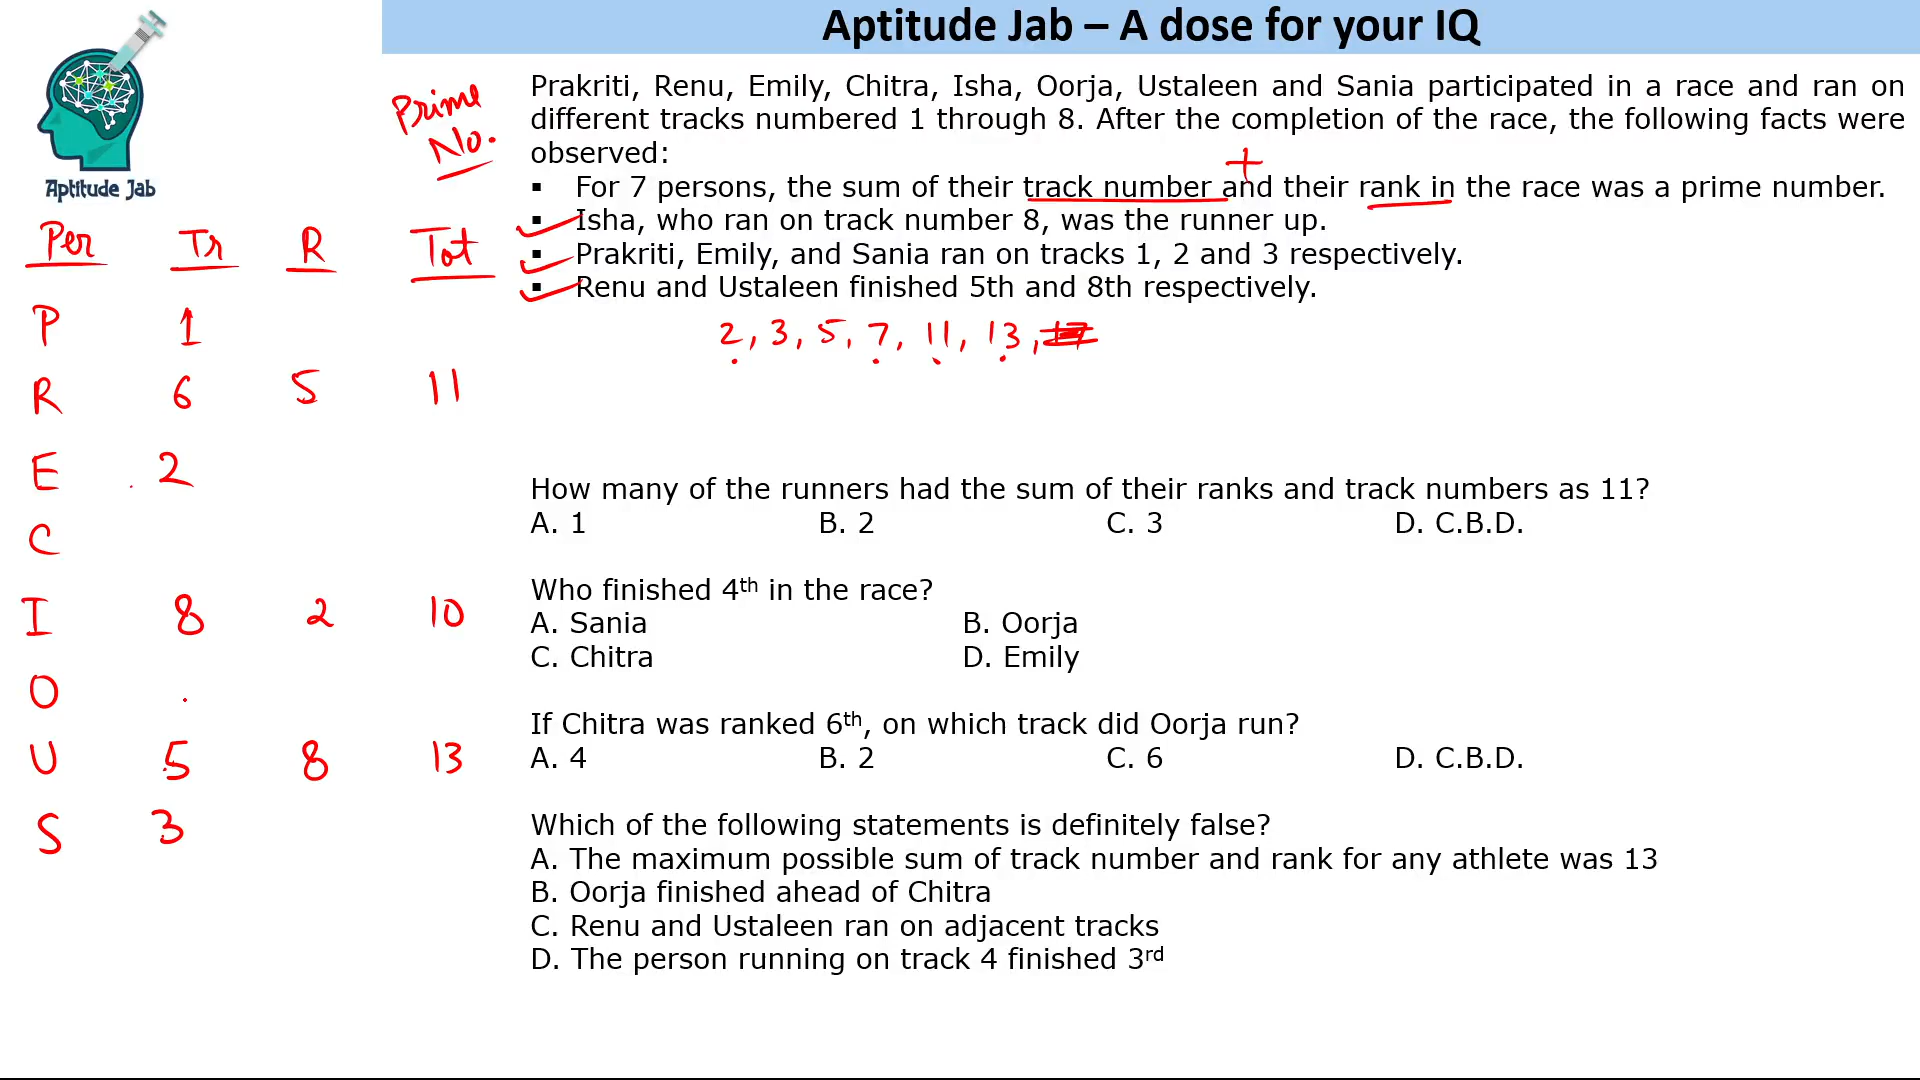 Aptitude Jab – A dose for your IQ
Aptitude Jab
Prime
No.
Prakriti, Renu, Emily, Chitra, Isha, Oorja, Ustaleen and Sania participated in a race and ran on
different tracks numbered 1 through 8. After the completion of the race, the following facts were
observed:
+
▪ For 7 persons, the sum of their track number and their rank in the race was a prime number.
▪ Isha, who ran on track number 8, was the runner up.
▪ Prakriti, Emily, and Sania ran on tracks 1, 2 and 3 respectively.
▪ Renu and Ustaleen finished 5th and 8th respectively.
2, 3, 5, 7, 11, 13,
Per Tr R Tot
P 1
R 6 5 11
E 2
C
I 8 2 10
O
U 5 8 13
S 3
How many of the runners had the sum of their ranks and track numbers as 11?
A. 1 B. 2 C. 3 D. C.B.D.
Who finished 4th in the race?
A. Sania B. Oorja
C. Chitra D. Emily
If Chitra was ranked 6th, on which track did Oorja run?
A. 4 B. 2 C. 6 D. C.B.D.
Which of the following statements is definitely false?
A. The maximum possible sum of track number and rank for any athlete was 13
B. Oorja finished ahead of Chitra
C. Renu and Ustaleen ran on adjacent tracks
D. The person running on track 4 finished 3rd